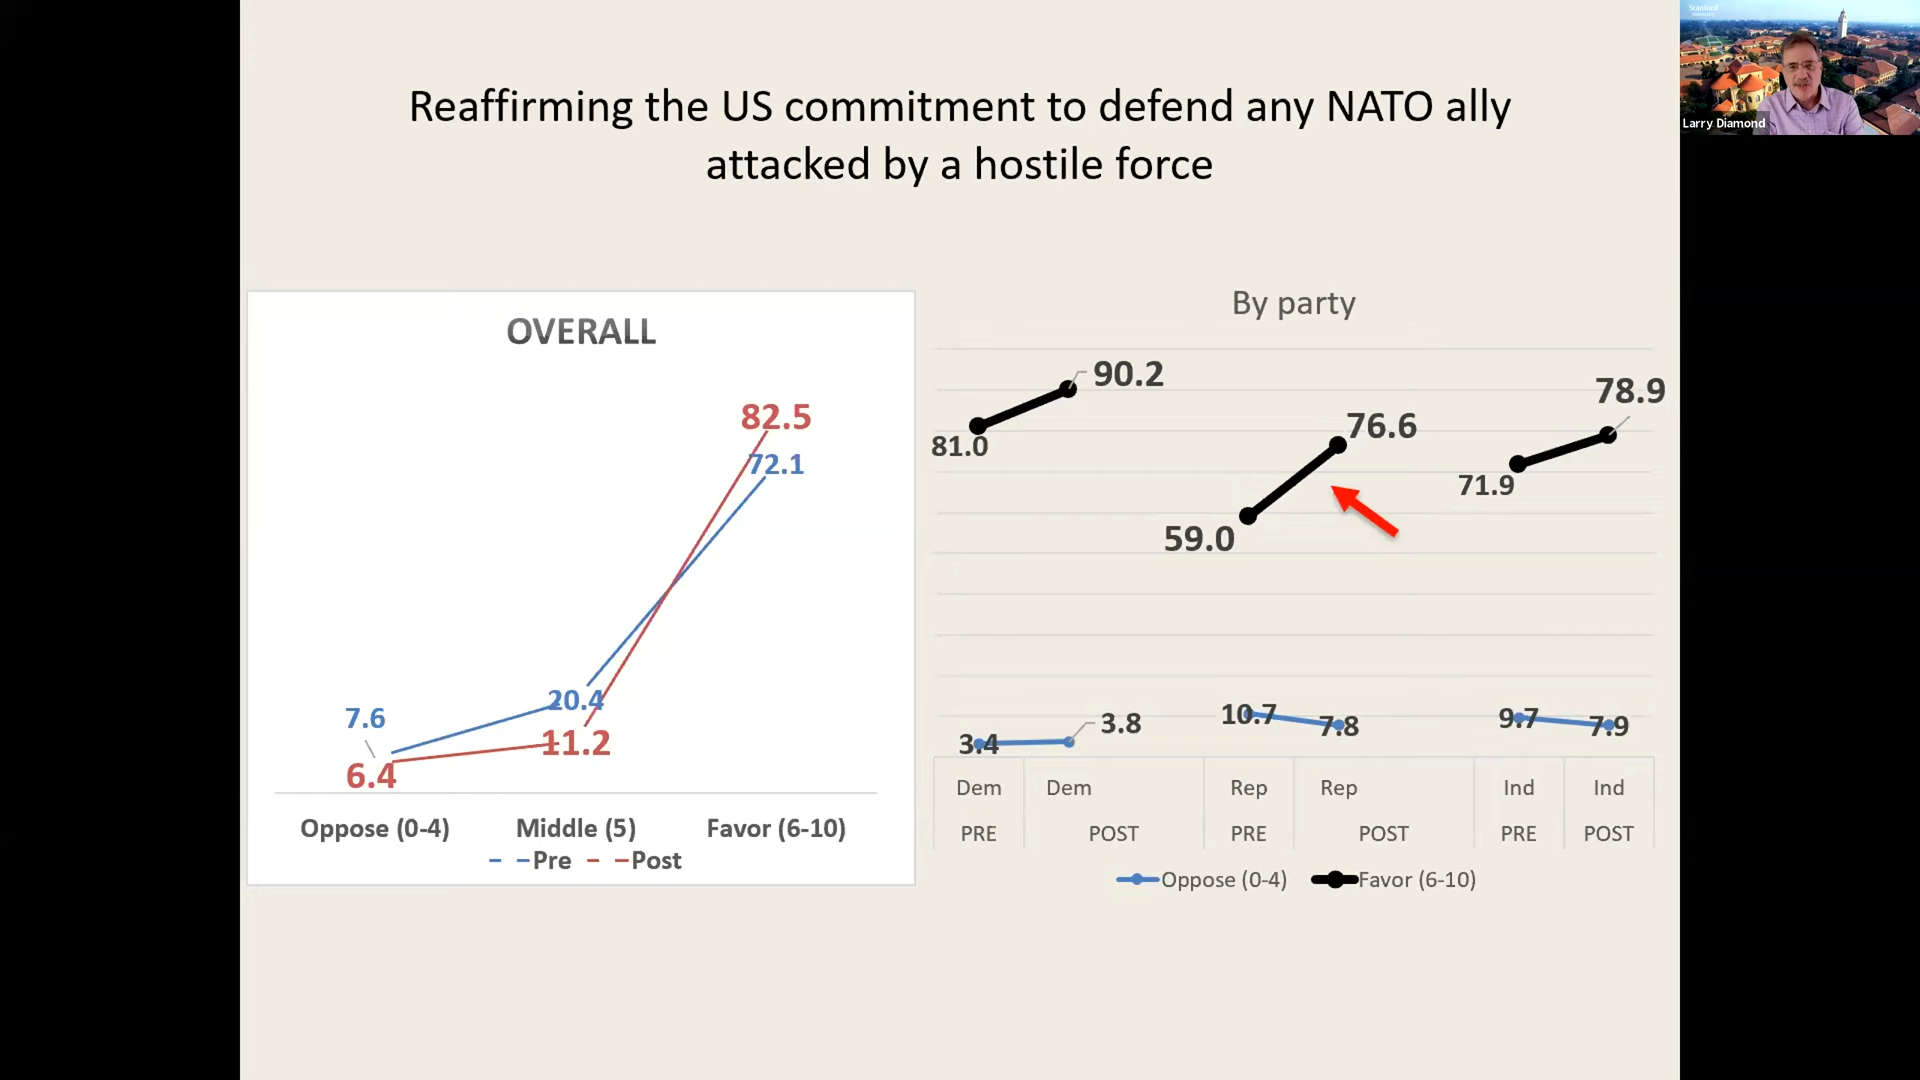 Reaffirming the US commitment to defend any NATO ally
attacked by a hostile force
Stanford
Larry Diamond
OVERALL
82.5
72.1
20.4
7.6
11.2
6.4
Oppose (0-4) Middle (5) Favor (6-10)
Pre Post
By party
90.2
81.0
76.6
59.0
78.9
71.9
3.4
3.8
10.7
7.8
9.7
7.9
Dem Dem Rep Rep Ind Ind
PRE POST PRE POST PRE POST
Oppose (0-4) Favor (6-10)